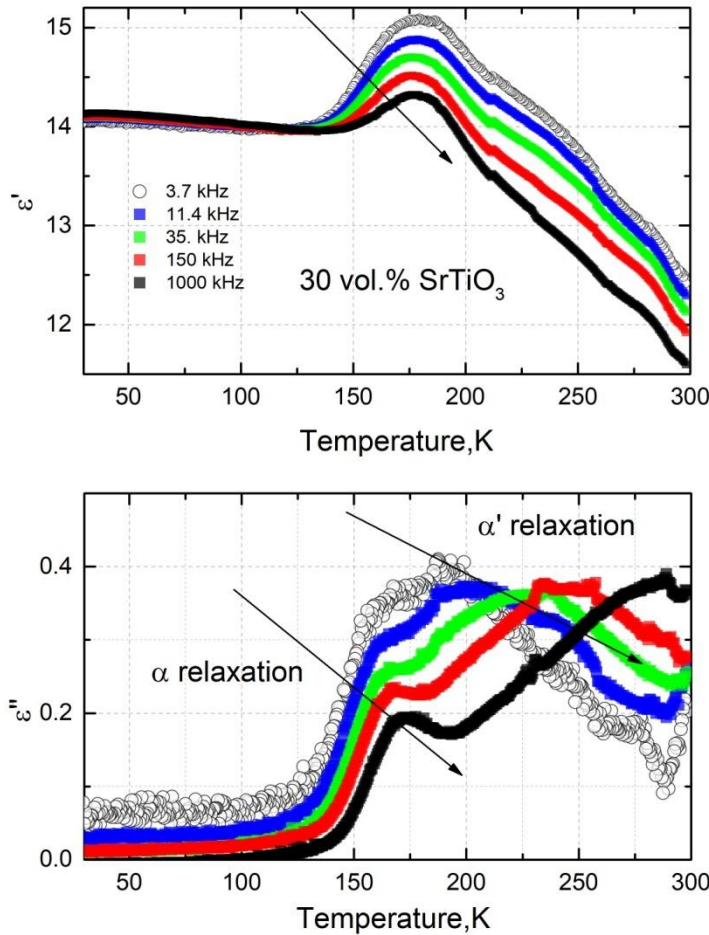 15
14
13
12
ε'
3.7 kHz
11.4 kHz
35. kHz
150 kHz
1000 kHz
30 vol.% SrTiO₃
50 100 150 200 250 300
Temperature,K
0.4
0.2
0.0
ε''
α' relaxation
α relaxation
50 100 150 200 250 300
Temperature,K